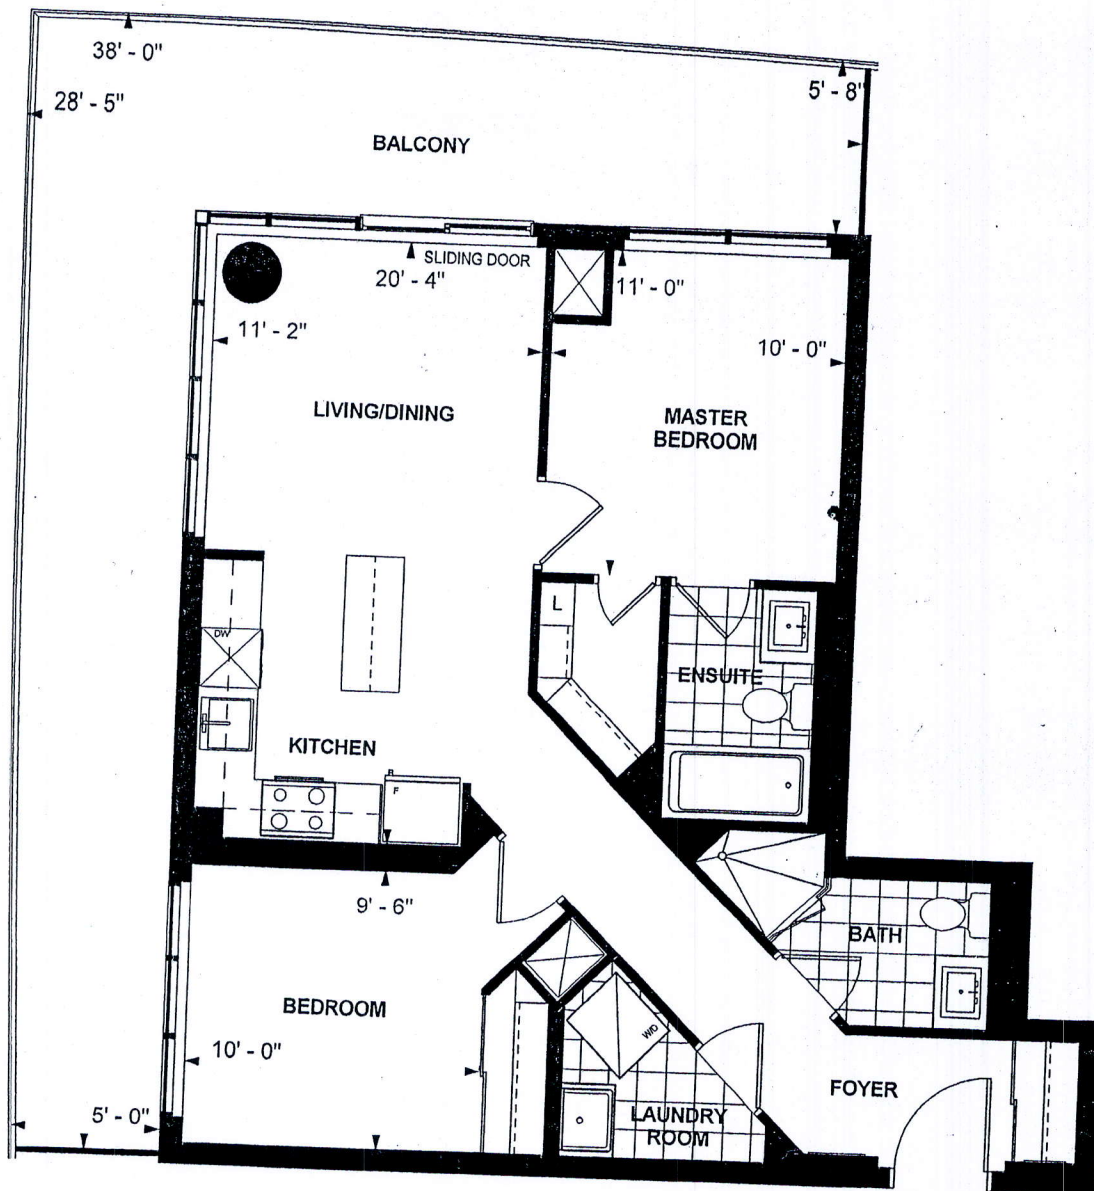 38' - 0"
28' - 5"
5' - 8"
BALCONY
SLIDING DOOR
20' - 4"
11' - 0"
11' - 2"
10' - 0"
LIVING/DINING
MASTER
BEDROOM
L
DW
ENSUITE
KITCHEN
F
9' - 6"
BATH
BEDROOM
W/D
10' - 0"
FOYER
5' - 0"
LAUNDRY
ROOM